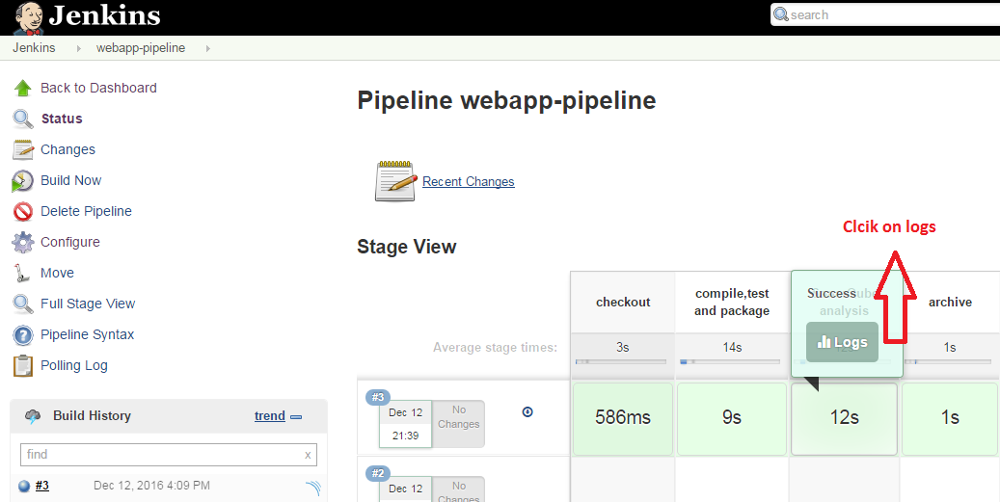 Jenkins
search
Jenkins
webapp-pipeline
Back to Dashboard
Status
Changes
Build Now
Delete Pipeline
Configure
Move
Full Stage View
Pipeline Syntax
Polling Log
Build History
trend
find
x
#3
Dec 12, 2016 4:09 PM
Pipeline webapp-pipeline
Recent Changes
Clcik on logs
Stage View
checkout
compile,test
and package
Success
analysis
Logs
archive
Average stage times:
3s
14s
1s
#3
Dec 12
21:39
No
Changes
586ms
9s
12s
1s
#2
Dec 12
No
Changes